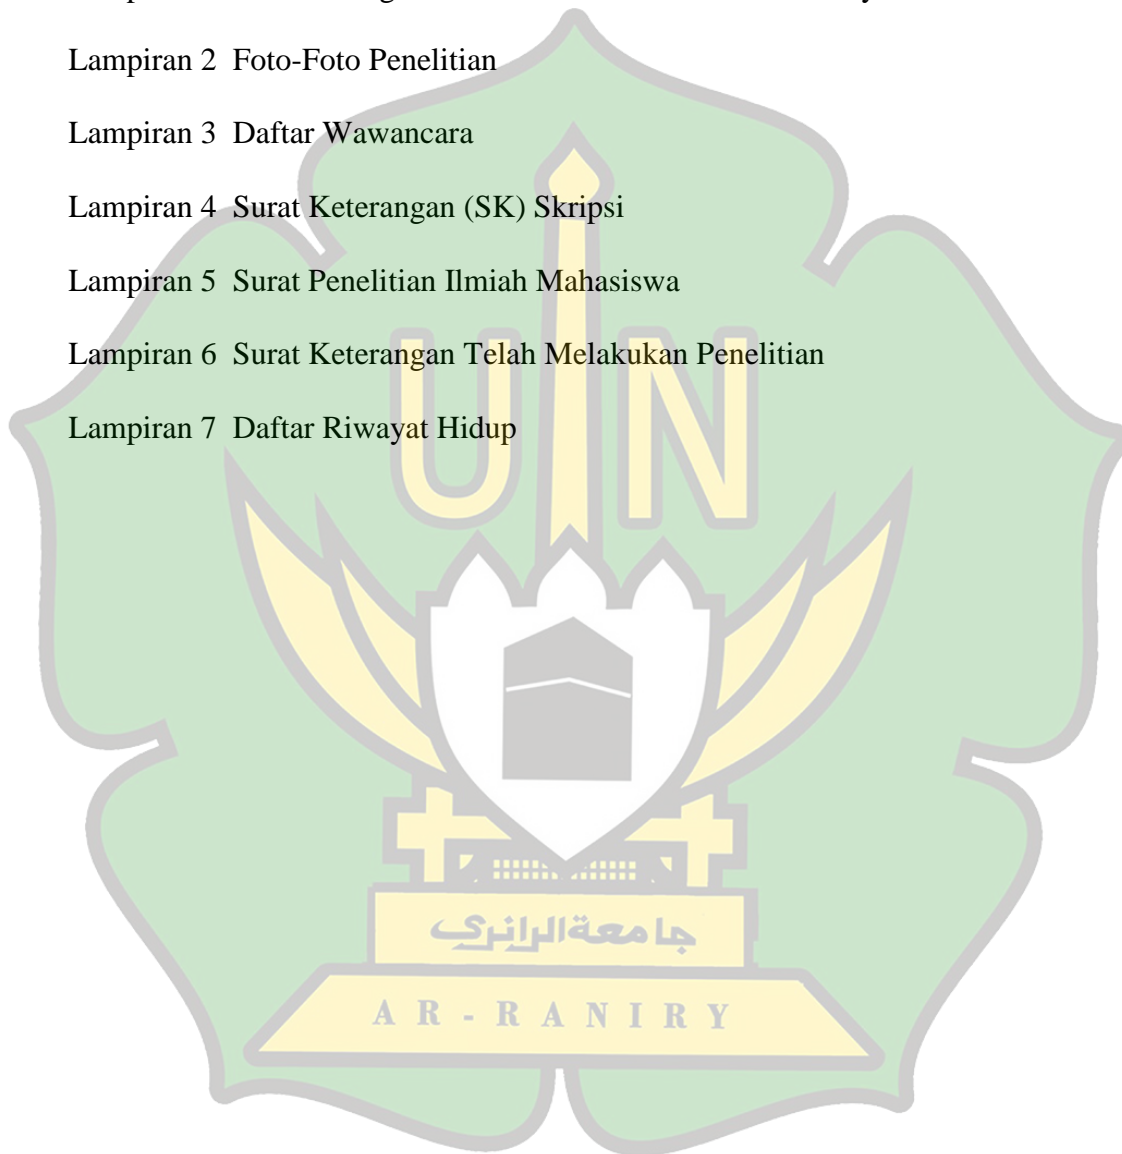 Lampiran 2 Foto-Foto Penelitian
Lampiran 3 Daftar Wawancara
Lampiran 4 Surat Keterangan (SK) Skripsi
Lampiran 5 Surat Penelitian Ilmiah Mahasiswa
Lampiran 6 Surat Keterangan Telah Melakukan Penelitian
Lampiran 7 Daftar Riwayat Hidup
UIN
جامعة الرانري
AR-RANIRY